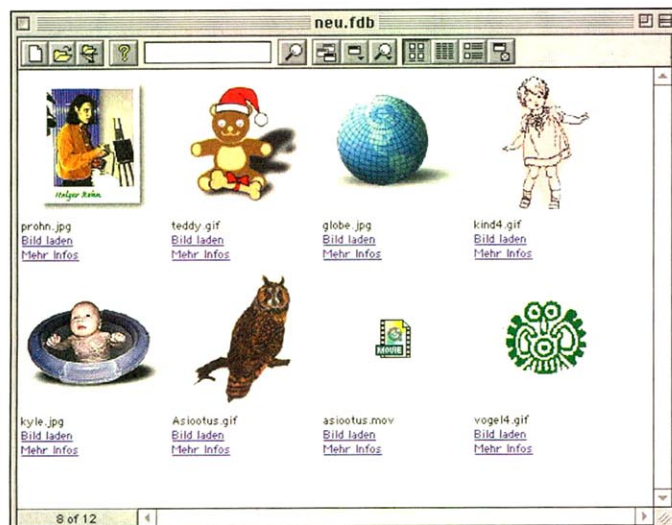 neu.fdb
prohn.jpg
Bild laden
Mehr Infos
teddy.gif
Bild laden
Mehr Infos
globe.jpg
Bild laden
Mehr Infos
kind4.gif
Bild laden
Mehr Infos
kyle.jpg
Bild laden
Mehr Infos
Asiootus.gif
Bild laden
Mehr Infos
MOVIE
asiootus.mov
Bild laden
Mehr Infos
vogel4.gif
Bild laden
Mehr Infos
8 of 12